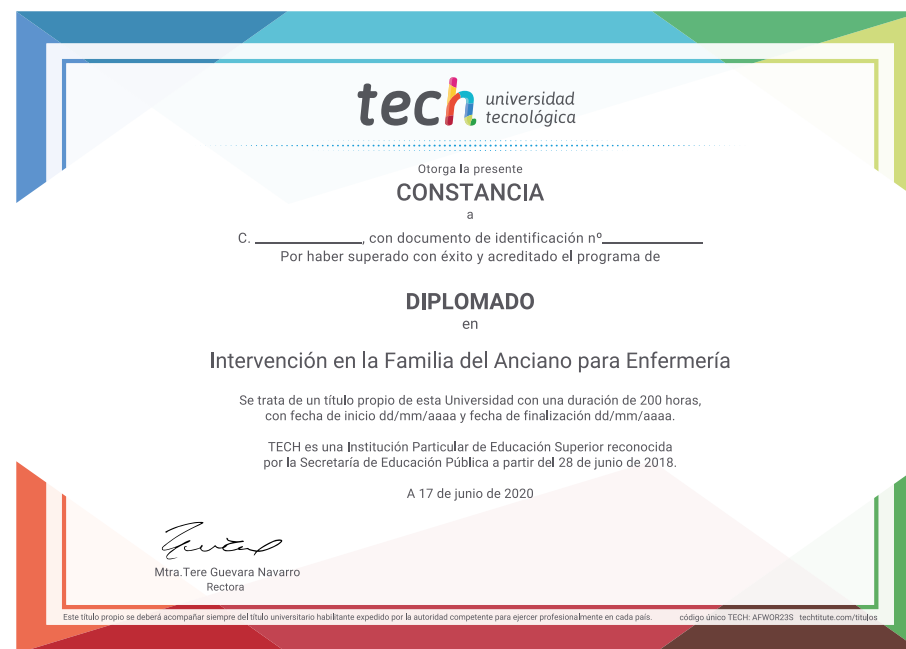 tech universidad
tecnológica
Otorga la presente
CONSTANCIA
a
C. ____________, con documento de identificación nº____________
Por haber superado con éxito y acreditado el programa de
DIPLOMADO
en
Intervención en la Familia del Anciano para Enfermería
Se trata de un título propio de esta Universidad con una duración de 200 horas,
con fecha de inicio dd/mm/aaaa y fecha de finalización dd/mm/aaaa.
TECH es una Institución Particular de Educación Superior reconocida
por la Secretaría de Educación Pública a partir del 28 de junio de 2018.
A 17 de junio de 2020
Mtra.Tere Guevara Navarro
Rectora
Este título propio se deberá acompañar siempre del título universitario habilitante expedido por la autoridad competente para ejercer profesionalmente en cada país. código único TECH: AFWOR23S techtitute.com/titulos